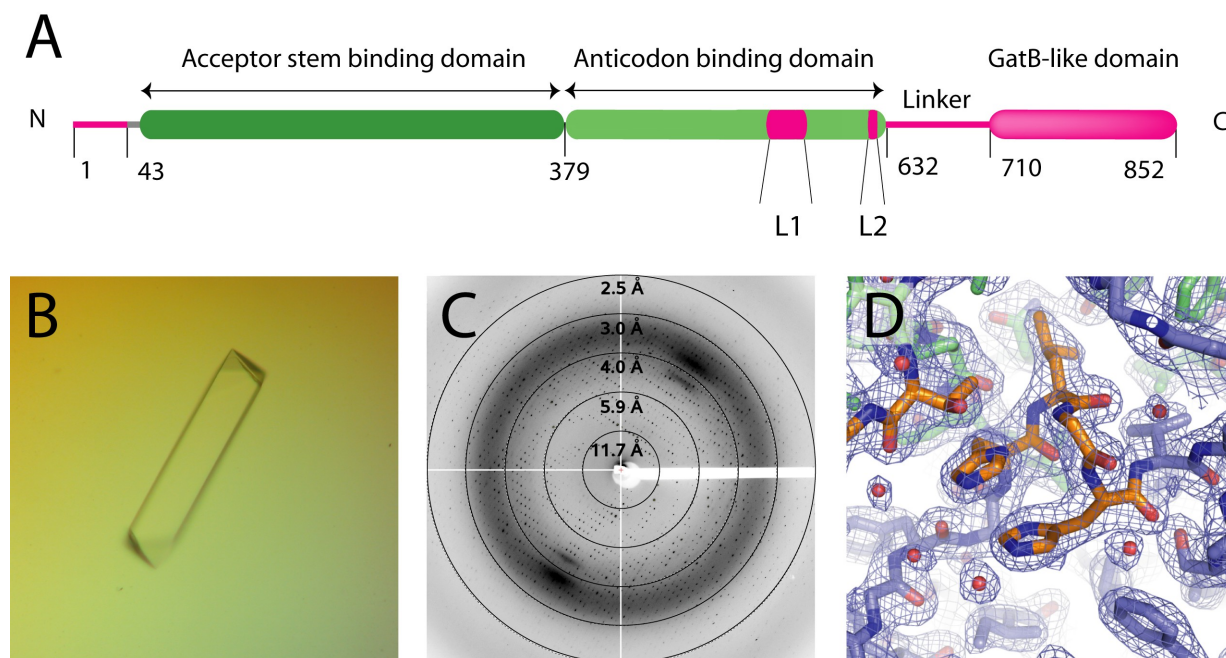 A
Acceptor stem binding domain
Anticodon binding domain
GatB-like domain
Linker
N
C
1
43
379
632
710
852
L1
L2
B
C
2.5 Å
3.0 Å
4.0 Å
5.9 Å
11.7 Å
D